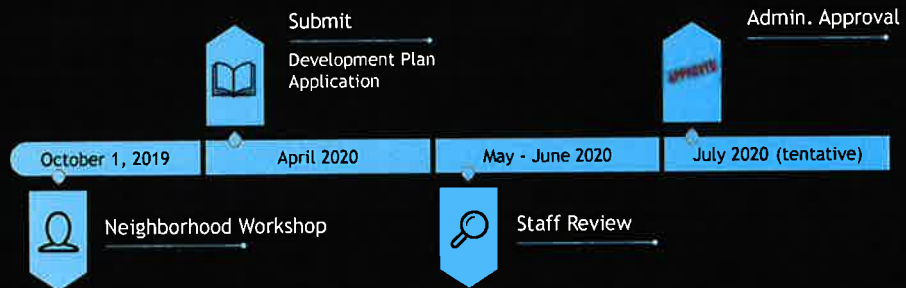 Submit
Development Plan
Application
Admin. Approval
APPROVED
October 1, 2019
April 2020
May - June 2020
July 2020 (tentative)
Neighborhood Workshop
Staff Review